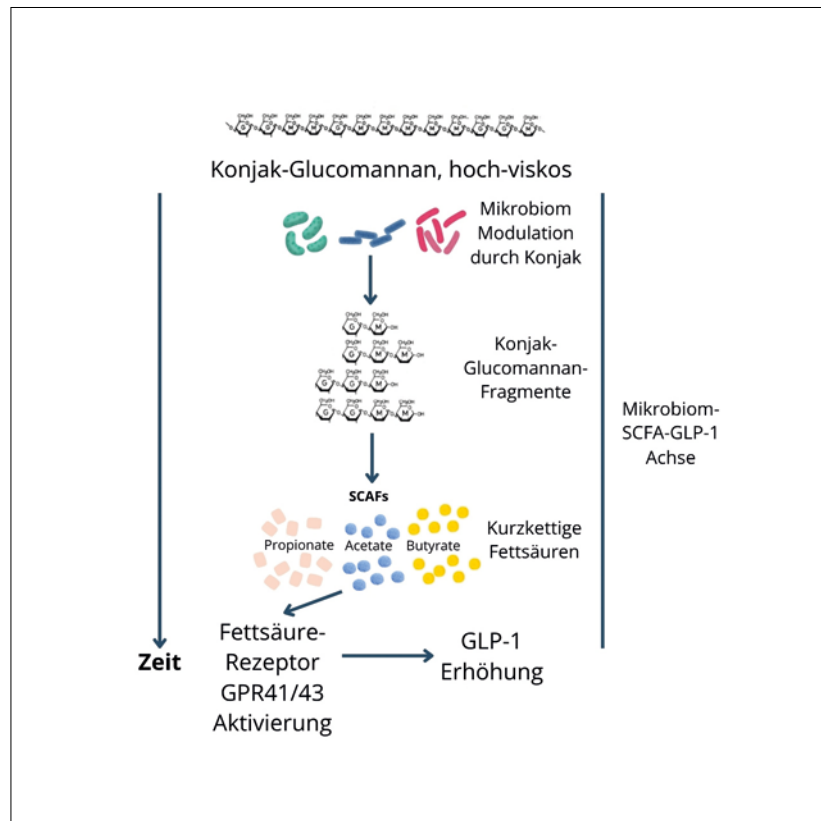 Konjak-Glucomannan, hoch-viskos
Mikrobiom
Modulation
durch Konjak
Konjak-
Glucomannan-
Fragmente
Mikrobiom-
SCFA-GLP-1
Achse
SCAFs
Propionate Acetate Butyrate
Kurzkettige
Fettsäuren
Zeit
Fettsäure-
Rezeptor
GPR41/43
Aktivierung
GLP-1
Erhöhung